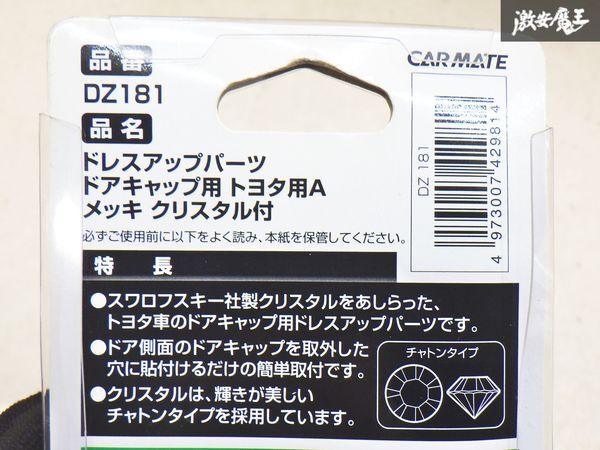 激安魔王
品番
CAR MATE
DZ181
品名
ドレスアップパーツ
ドアキャップ用 トヨタ用A
メッキ クリスタル付
必ずご使用前に以下をよく読み、本紙を保管してください。
DZ 181
4 973007 429814
特長
●スワロフスキー社製クリスタルをあしらった、
トヨタ車のドアキャップ用ドレスアップパーツです。
●ドア側面のドアキャップを取外した
穴に貼付けるだけの簡単取付です。
●クリスタルは、輝きが美しい
チャトンタイプを採用しています。
チャトンタイプ